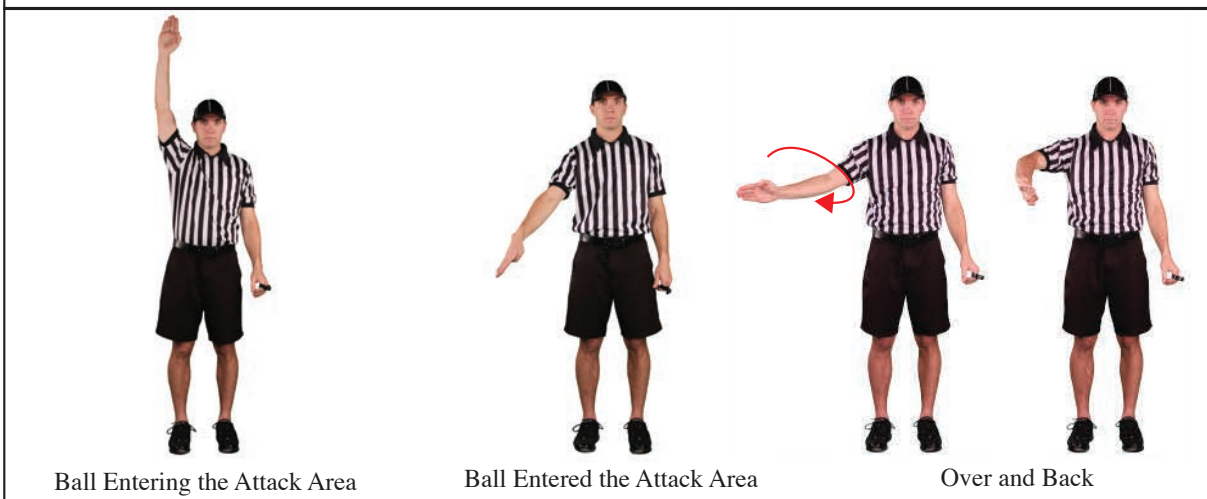 Ball Entering the Attack Area
Ball Entered the Attack Area
Over and Back